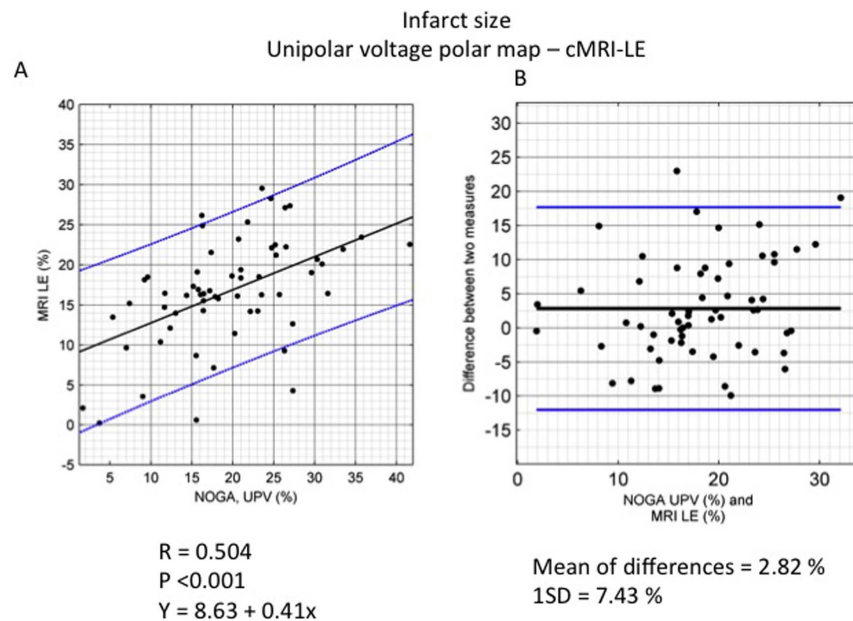 Infarct size
Unipolar voltage polar map – cMRI-LE
A
40
35
30
25
20
15
10
5
0
-5
MRI LE (%)
5 10 15 20 25 30 35 40
NOGA, UPV (%)
R = 0.504
P <0.001
Y = 8.63 + 0.41x
B
30
25
20
15
10
5
0
-5
-10
-15
Difference between two measures
0 10 20 30
NOGA UPV (%) and
MRI LE (%)
Mean of differences = 2.82 %
1SD = 7.43 %